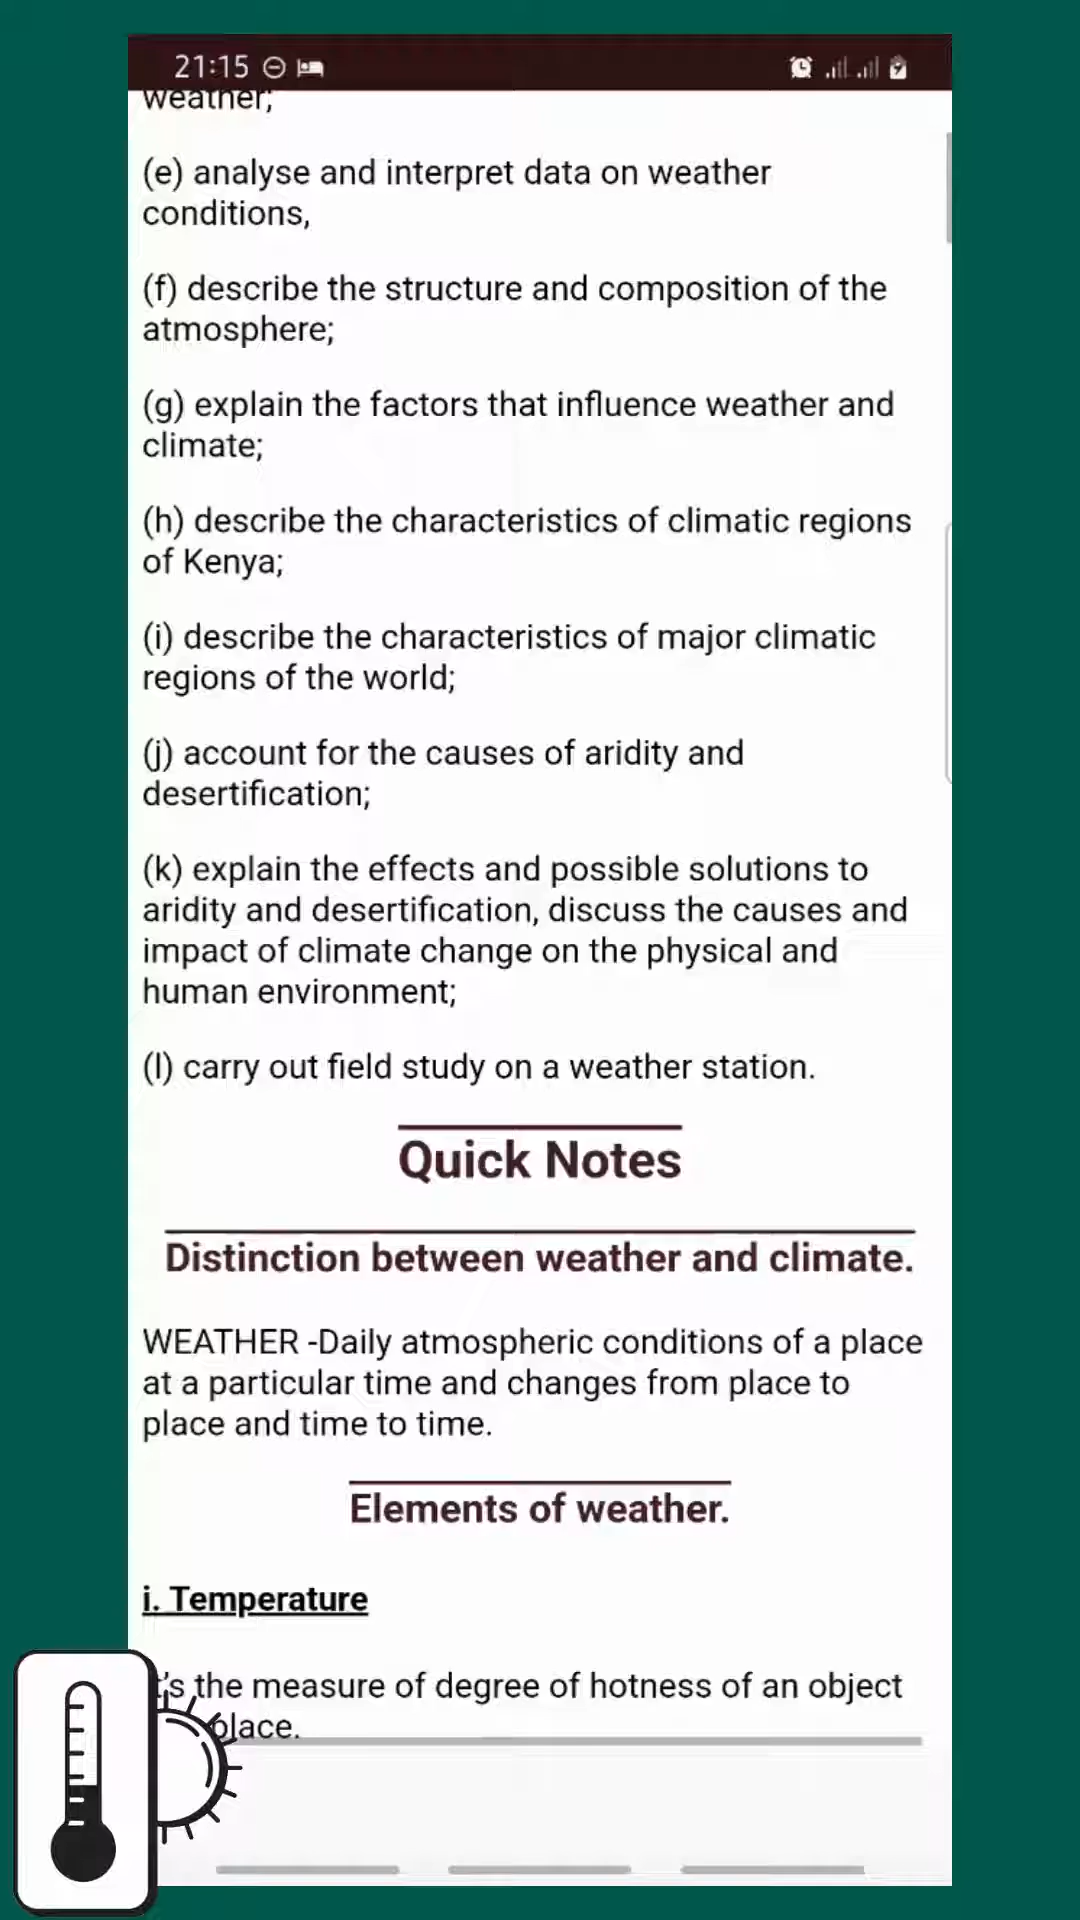 21:15
weather;
(e) analyse and interpret data on weather
conditions,
(f) describe the structure and composition of the
atmosphere;
(g) explain the factors that influence weather and
climate;
(h) describe the characteristics of climatic regions
of Kenya;
(i) describe the characteristics of major climatic
regions of the world;
(j) account for the causes of aridity and
desertification;
(k) explain the effects and possible solutions to
aridity and desertification, discuss the causes and
impact of climate change on the physical and
human environment;
(l) carry out field study on a weather station.
Quick Notes
Distinction between weather and climate.
WEATHER -Daily atmospheric conditions of a place
at a particular time and changes from place to
place and time to time.
Elements of weather.
i. Temperature
the measure of degree of hotness of an object
place.